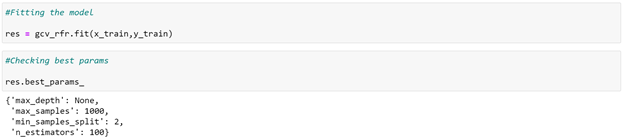 #Fitting the model
res = gcv_rfr.fit(x_train,y_train)
#Checking best params
res.best_params_
{'max_depth': None,
'max_samples': 1000,
'min_samples_split': 2,
'n_estimators': 100}